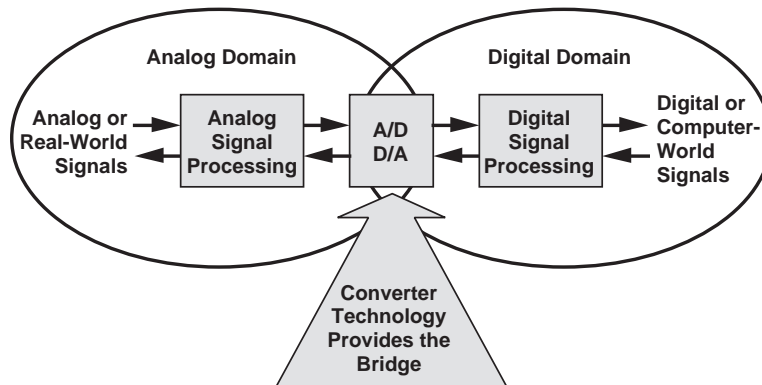 Analog Domain
Digital Domain
Analog or
Real-World
Signals
Analog
Signal
Processing
A/D
D/A
Digital
Signal
Processing
Digital or
Computer-
World
Signals
Converter
Technology
Provides the
Bridge